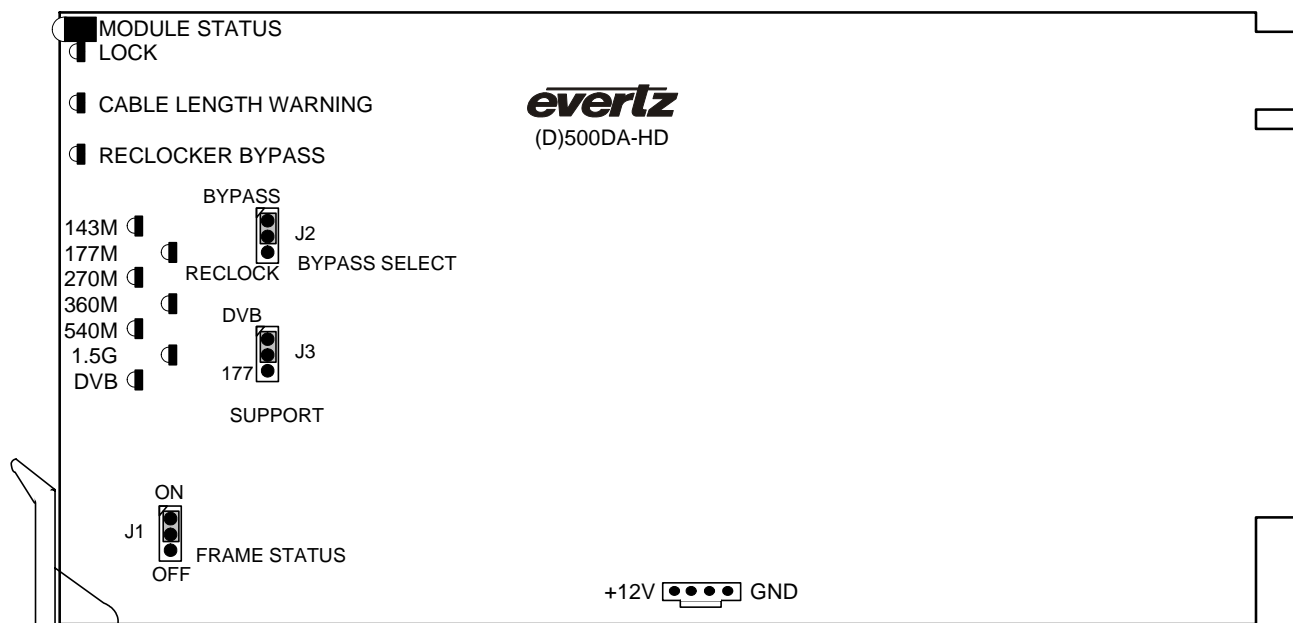 MODULE STATUS
LOCK
CABLE LENGTH WARNING
RECLOCKER BYPASS
evertz
(D)500DA-HD
BYPASS
J2
RECLOCK
BYPASS SELECT
143M
177M
270M
360M
540M
1.5G
DVB
DVB
J3
177
SUPPORT
ON
J1
FRAME STATUS
OFF
+12V
GND